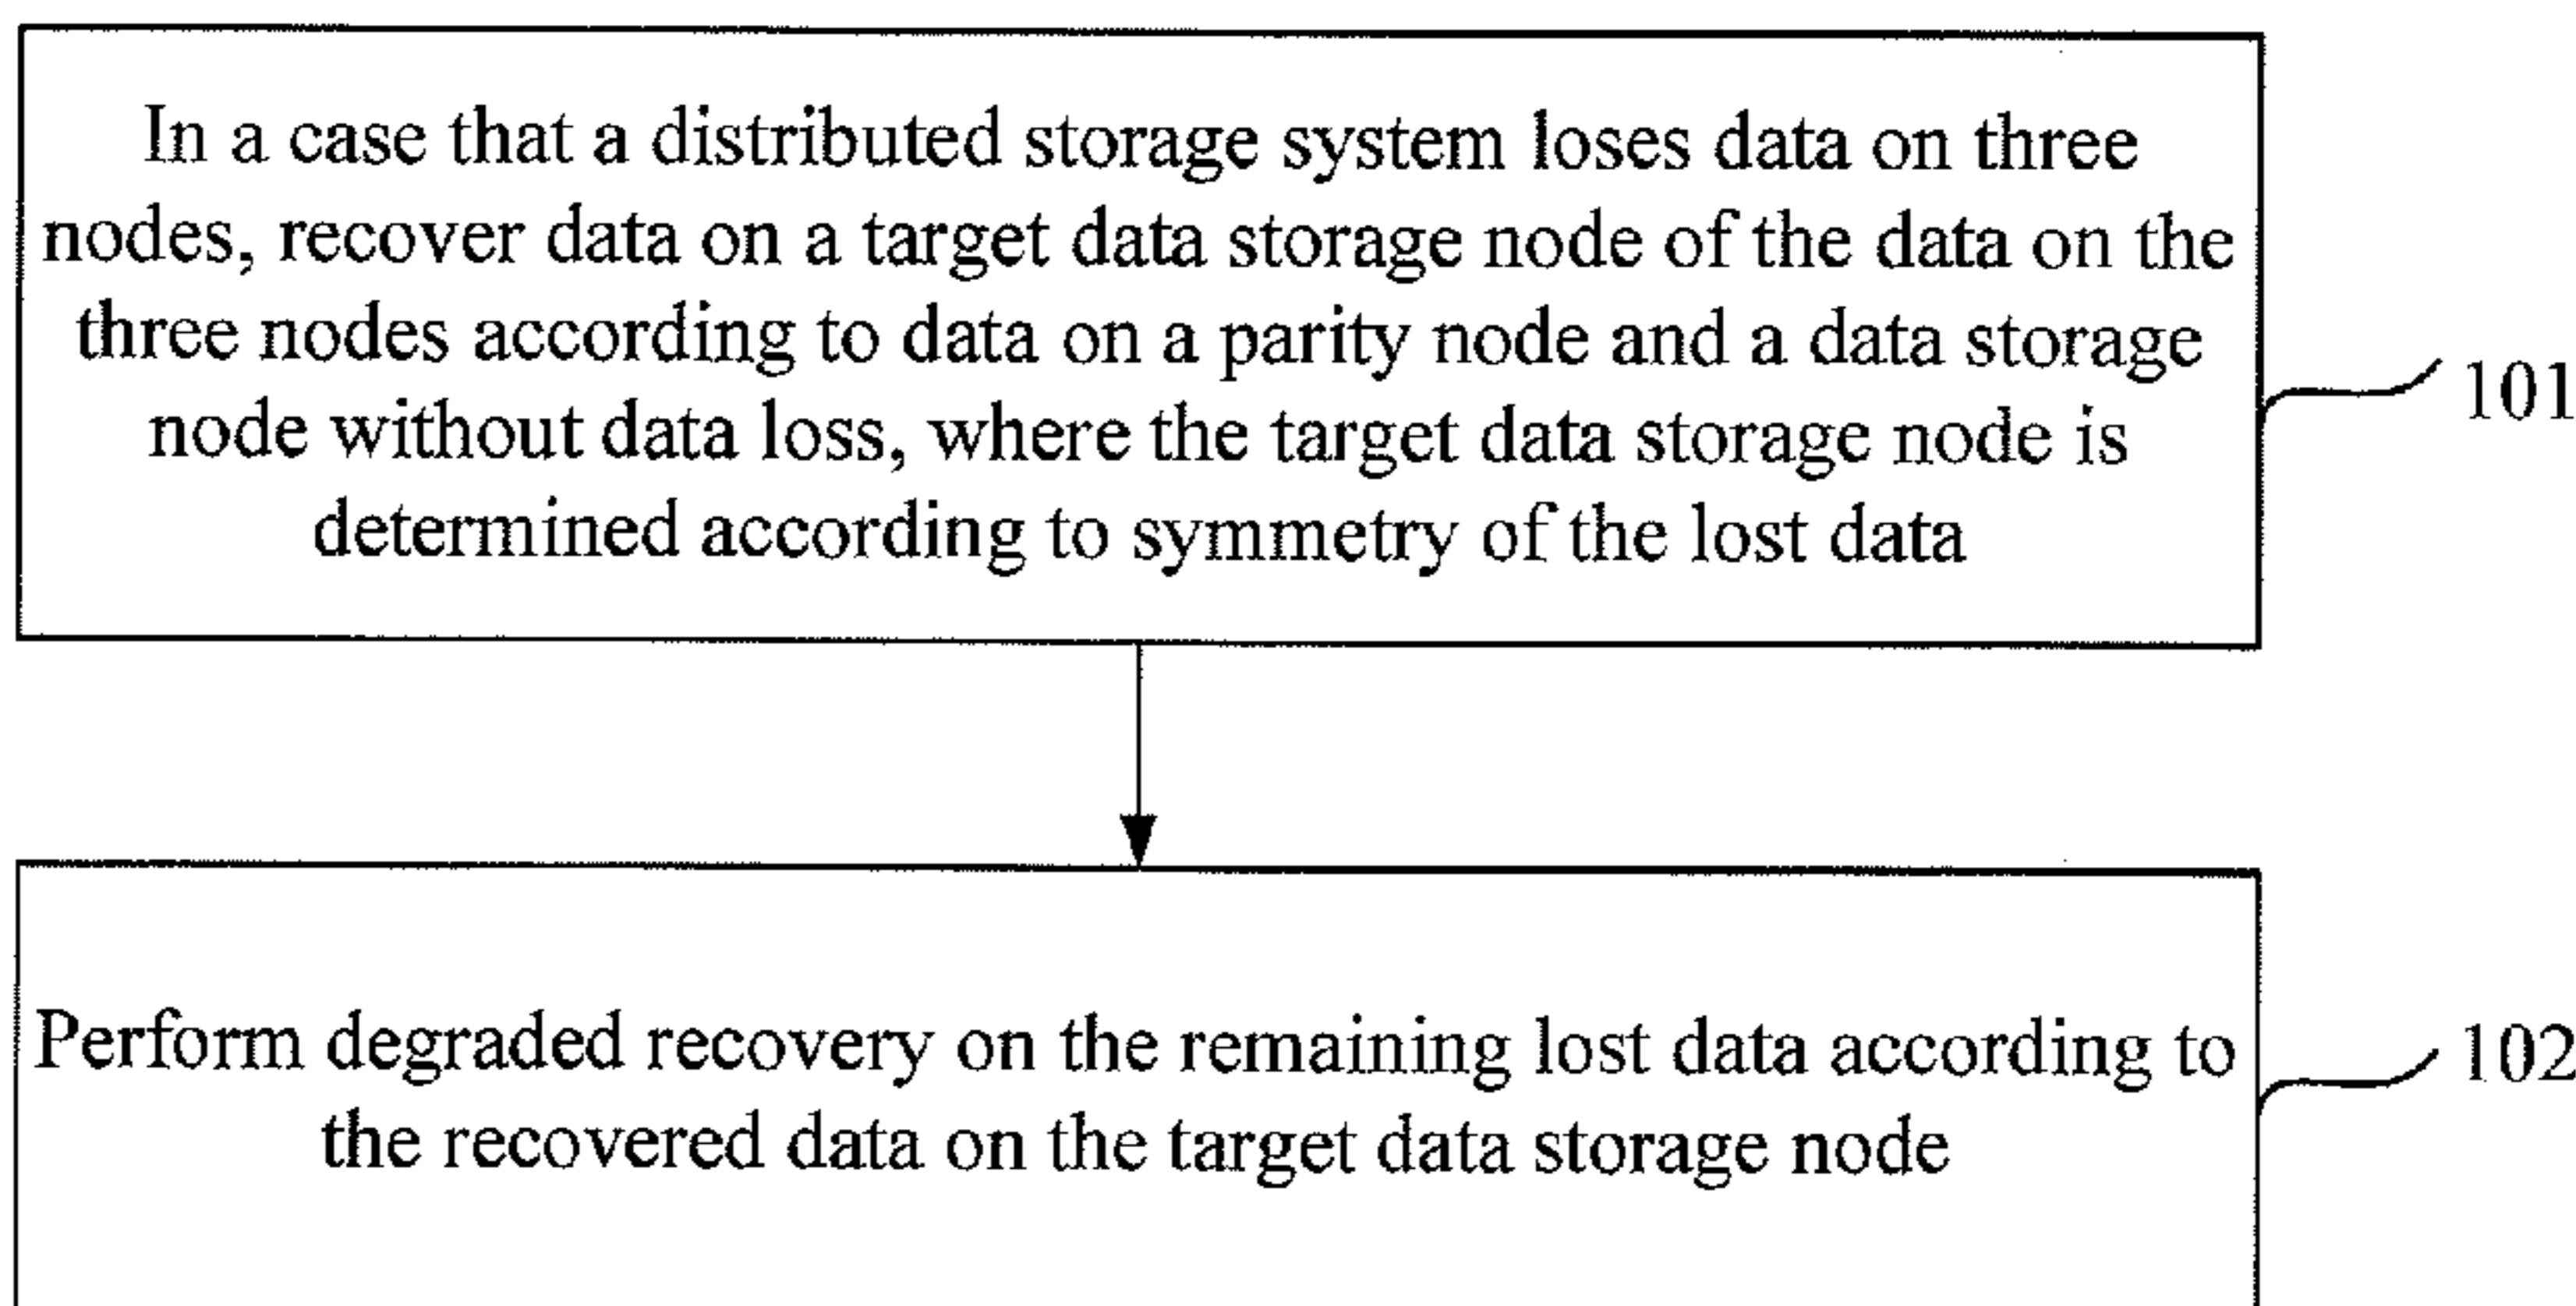 In a case that a distributed storage system loses data on three
nodes, recover data on a target data storage node of the data on the
three nodes according to data on a parity node and a data storage
node without data loss, where the target data storage node is
determined according to symmetry of the lost data
101
Perform degraded recovery on the remaining lost data according to
the recovered data on the target data storage node
102